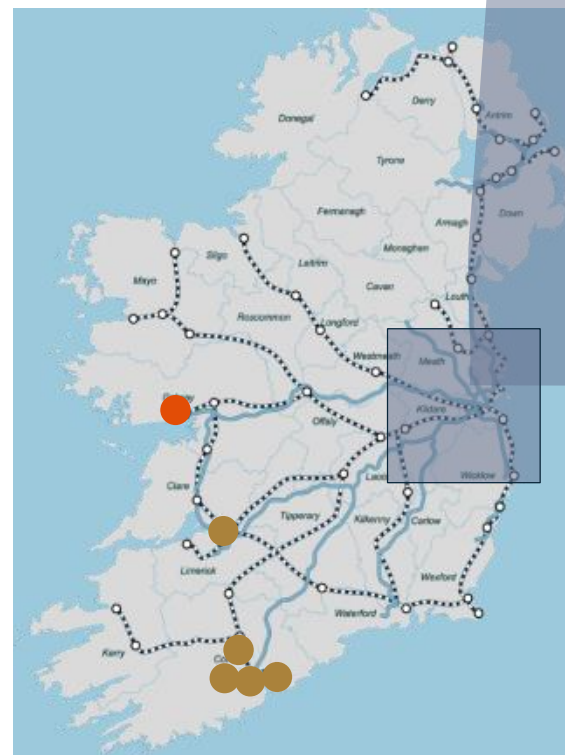 Derry
Antrim
Donegal
Tyrone
Fermanagh
Armagh
Down
Monaghan
Sligo
Leitrim
Cavan
Mayo
Louth
Roscommon
Longford
Westmeath
Meath
Kildare
Offaly
Clare
Wicklow
Tipperary
Kilkenny
Carlow
Limerick
Wexford
Waterford
Kerry